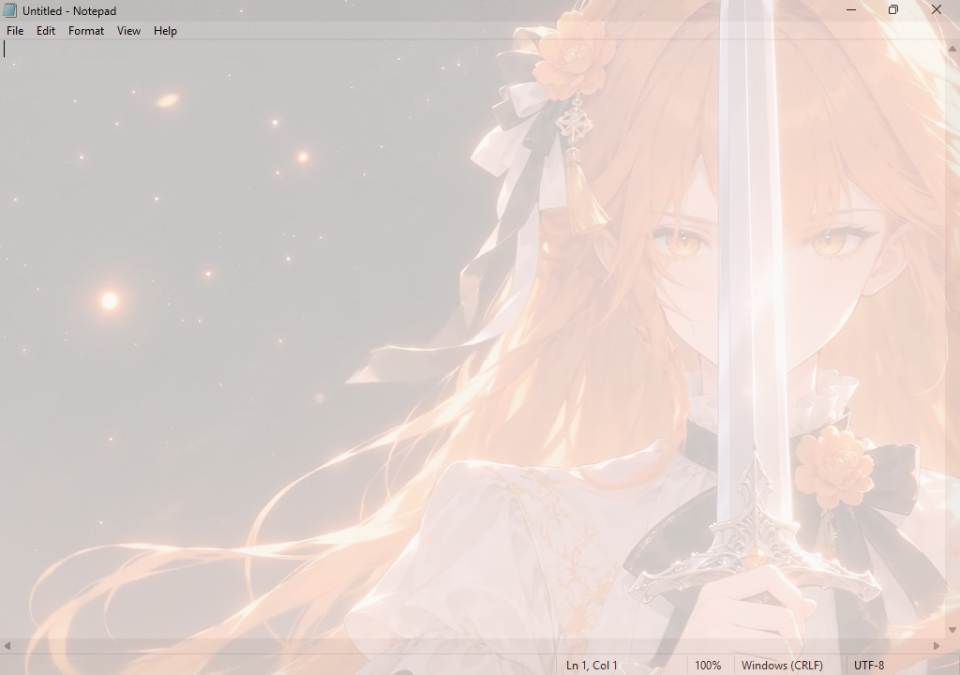 Untitled - Notepad
File Edit Format View Help
Ln 1, Col 1 100% Windows (CRLF) UTF-8